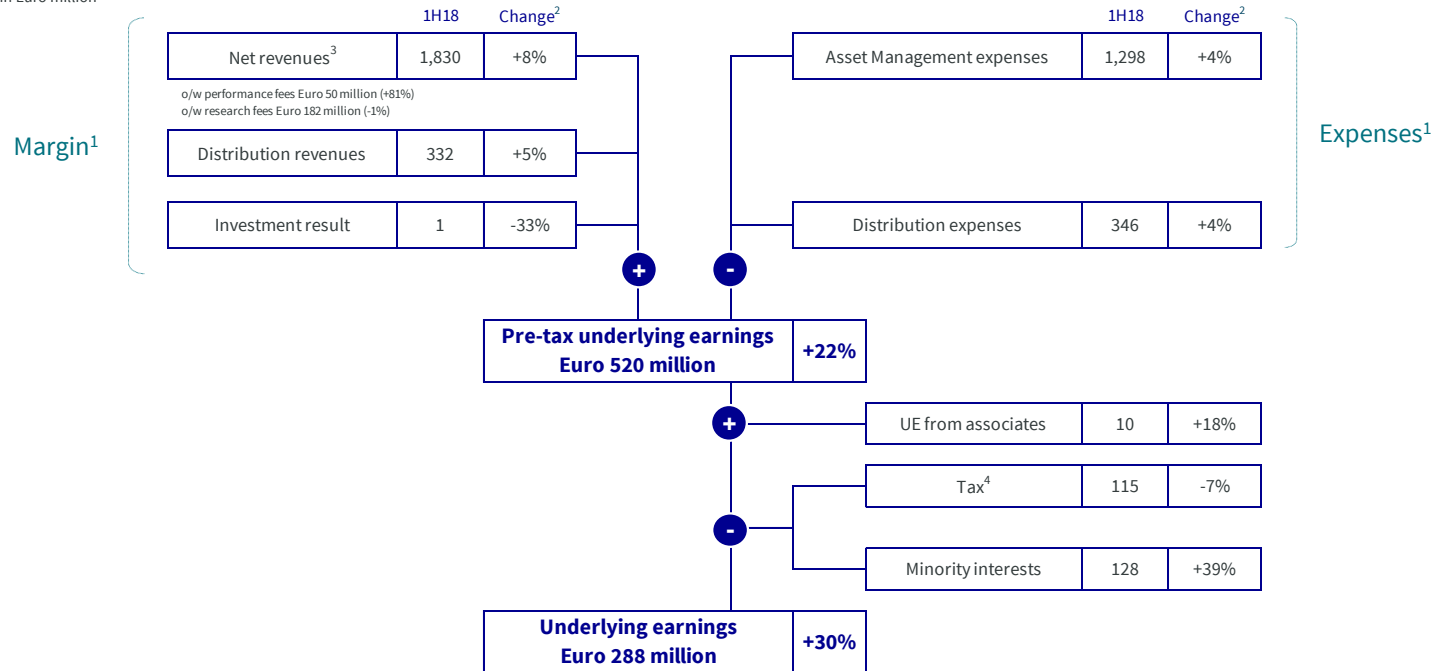 in Euro million
1H18 Change2
Net revenues3 1,830 +8%
o/w performance fees Euro 50 million (+81%)
o/w research fees Euro 182 million (-1%)
Distribution revenues 332 +5%
Investment result 1 -33%
Margin1
1H18 Change2
Asset Management expenses 1,298 +4%
Distribution expenses 346 +4%
Expenses1
+ -
Pre-tax underlying earnings
Euro 520 million
+22%
+
UE from associates 10 +18%
Tax4 115 -7%
-
Minority interests 128 +39%
Underlying earnings
Euro 288 million
+30%